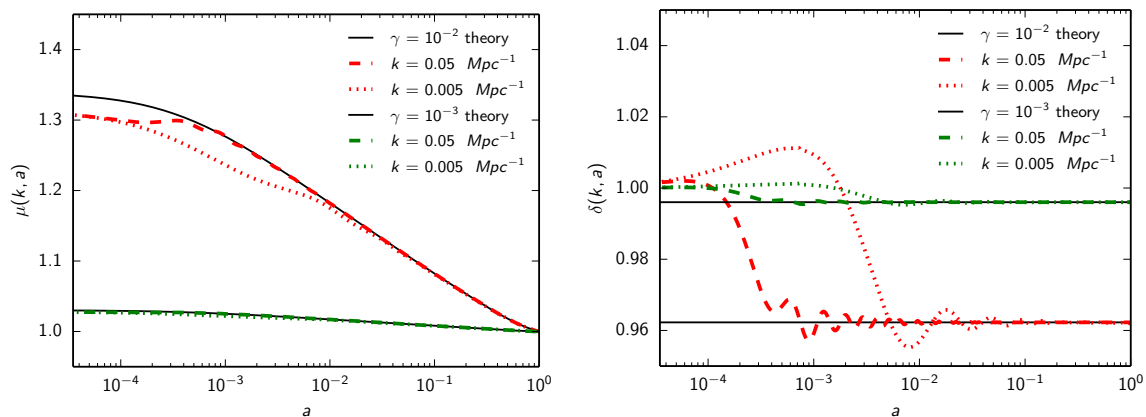 1.4
1.3
1.2
1.1
1.0
μ(k, a)
γ = 10⁻² theory
k = 0.05 Mpc⁻¹
k = 0.005 Mpc⁻¹
γ = 10⁻³ theory
k = 0.05 Mpc⁻¹
k = 0.005 Mpc⁻¹
10⁻⁴ 10⁻³ 10⁻² 10⁻¹ 10⁰
a
1.04
1.02
1.00
0.98
0.96
δ(k, a)
γ = 10⁻² theory
k = 0.05 Mpc⁻¹
k = 0.005 Mpc⁻¹
γ = 10⁻³ theory
k = 0.05 Mpc⁻¹
k = 0.005 Mpc⁻¹
10⁻⁴ 10⁻³ 10⁻² 10⁻¹ 10⁰
a